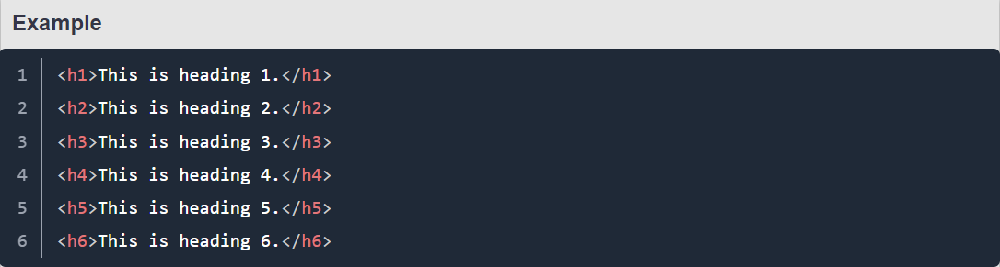 Example
1 <h1>This is heading 1.</h1>
2 <h2>This is heading 2.</h2>
3 <h3>This is heading 3.</h3>
4 <h4>This is heading 4.</h4>
5 <h5>This is heading 5.</h5>
6 <h6>This is heading 6.</h6>